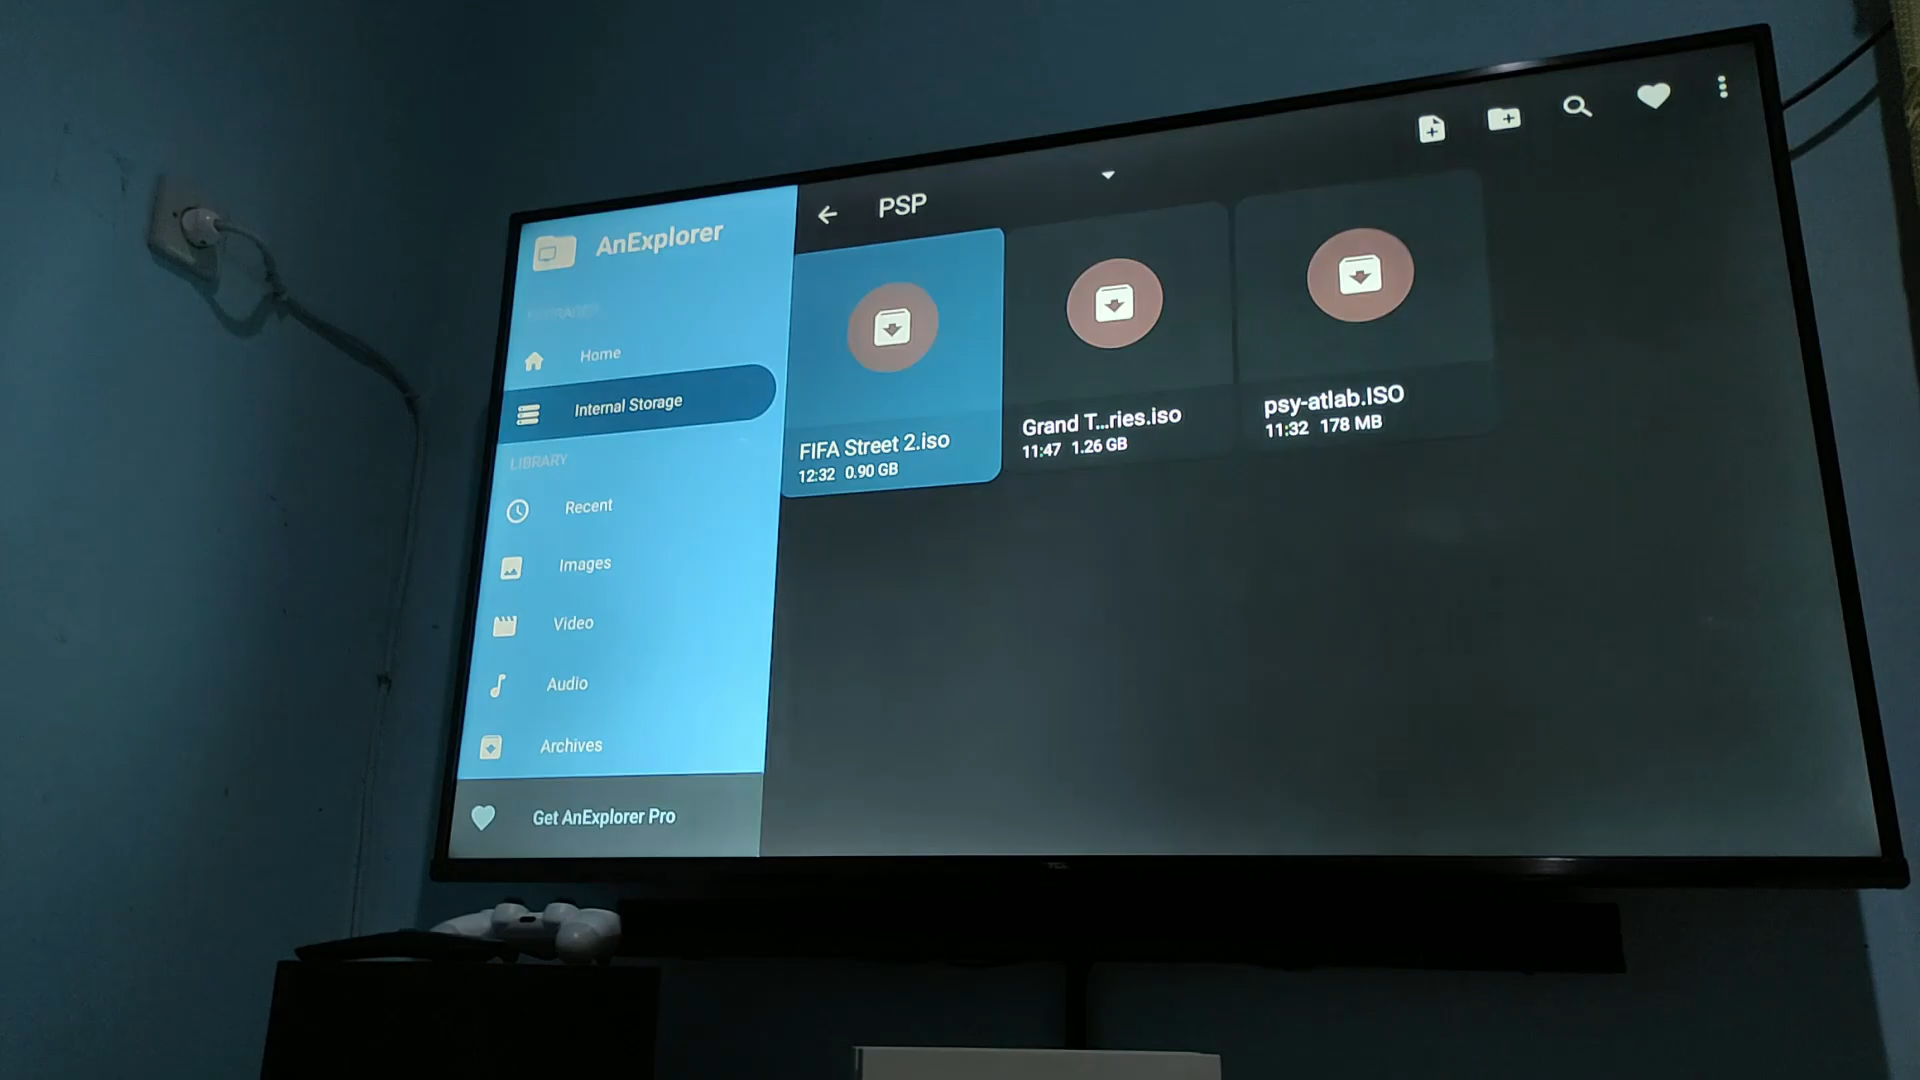 AnExplorer
PSP
Home
Internal Storage
LIBRARY
Recent
Images
Video
Audio
Archives
Get AnExplorer Pro
FIFA Street 2.iso
12:32 0.90 GB
Grand T...ries.iso
11:47 1.26 GB
psy-atlab.ISO
11:32 178 MB
TCL